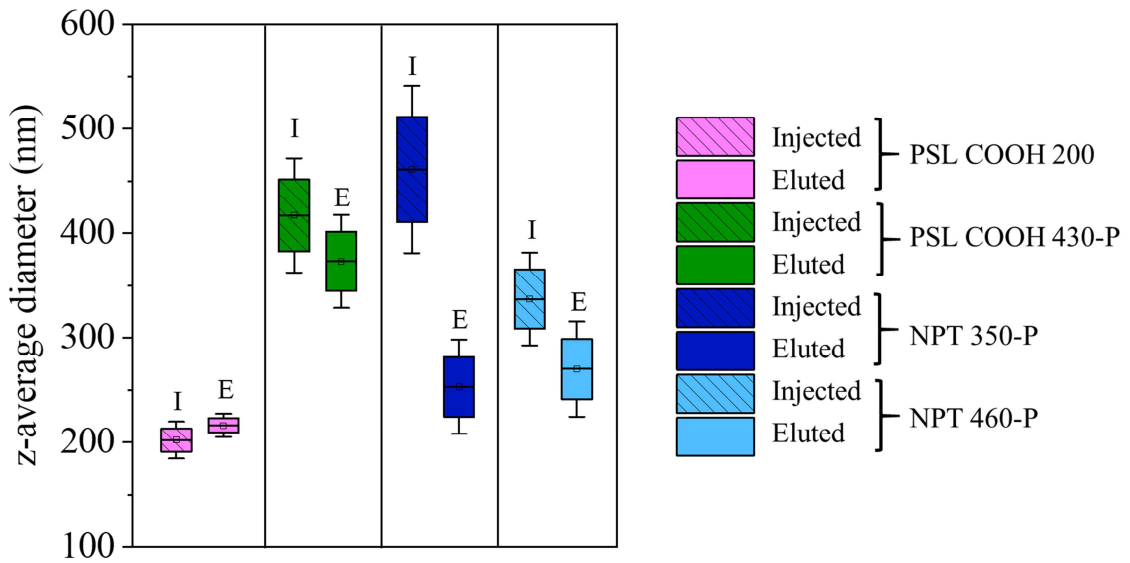 600
500
400
300
200
100
z-average diameter (nm)
I
E
I
E
I
E
I
E
Injected
Eluted
PSL COOH 200
Injected
Eluted
PSL COOH 430-P
Injected
Eluted
NPT 350-P
Injected
Eluted
NPT 460-P